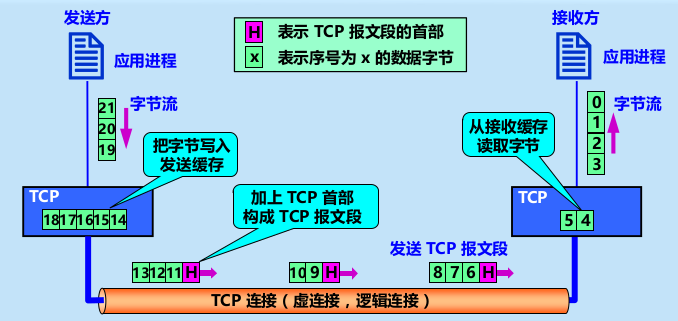 发送方
接收方
H 表示 TCP 报文段的首部
x 表示序号为 x 的数据字节
应用进程
应用进程
21
20
19
字节流
0
1
2
3
字节流
把字节写入
发送缓存
从接收缓存
读取字节
TCP
18 17 16 15 14
加上 TCP 首部
构成 TCP 报文段
TCP
5 4
发送 TCP 报文段
13 12 11 H
10 9 H
8 7 6 H
TCP 连接（虚连接，逻辑连接）